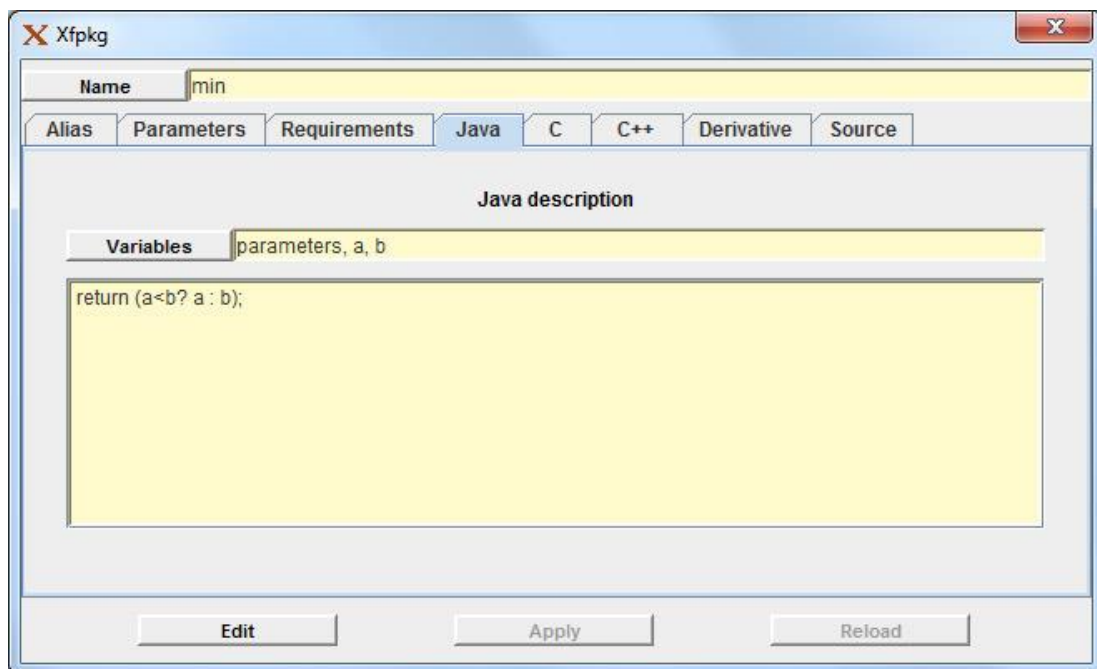 X Xfpkg
Name min
Alias Parameters Requirements Java C C++ Derivative Source
Java description
Variables parameters, a, b
return (a<b? a : b);
Edit Apply Reload